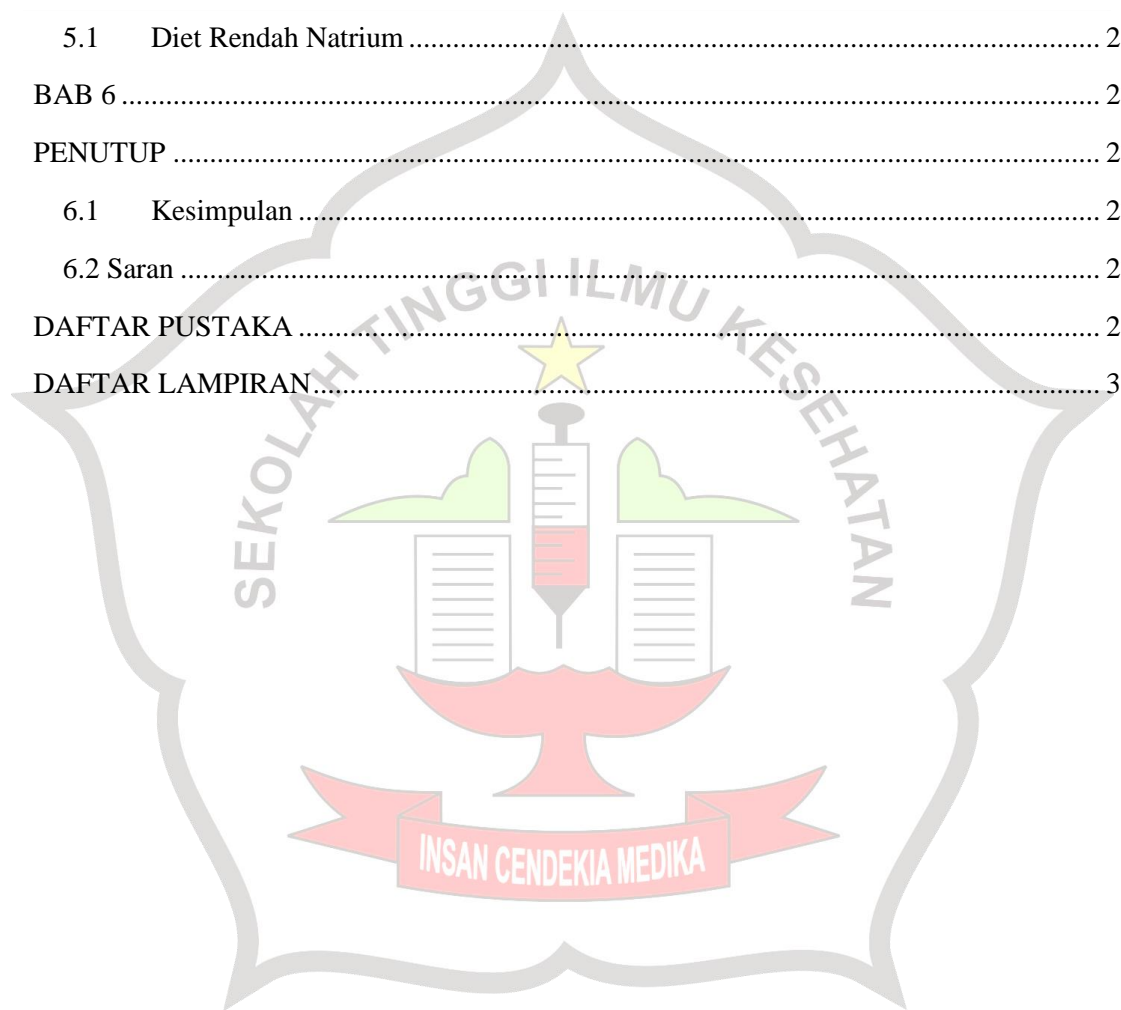 5.1 Diet Rendah Natrium ........................................................................................... 2
BAB 6 ................................................................................................................................. 2
PENUTUP .......................................................................................................................... 2
6.1 Kesimpulan .......................................................................................................... 2
6.2 Saran .......................................................................................................................... 2
DAFTAR PUSTAKA ......................................................................................................... 2
DAFTAR LAMPIRAN....................................................................................................... 3
SEKOLAH TINGGI ILMU KESEHATAN
INSAN CENDEKIA MEDIKA